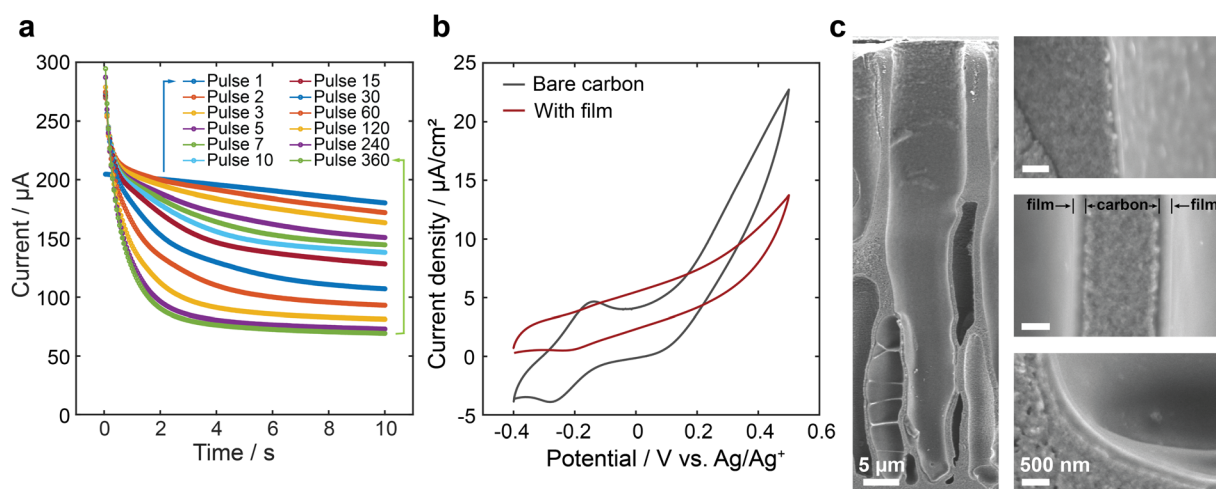 a
300
250
200
150
100
50
0
Current / µA
0
2
4
6
8
10
Time / s
Pulse 1
Pulse 2
Pulse 3
Pulse 5
Pulse 7
Pulse 10
Pulse 15
Pulse 30
Pulse 60
Pulse 120
Pulse 240
Pulse 360
b
25
20
15
10
5
0
-5
Current density / µA/cm²
-0.4
-0.2
0
0.2
0.4
0.6
Potential / V vs. Ag/Ag⁺
Bare carbon
With film
c
5 µm
film
carbon
film
500 nm